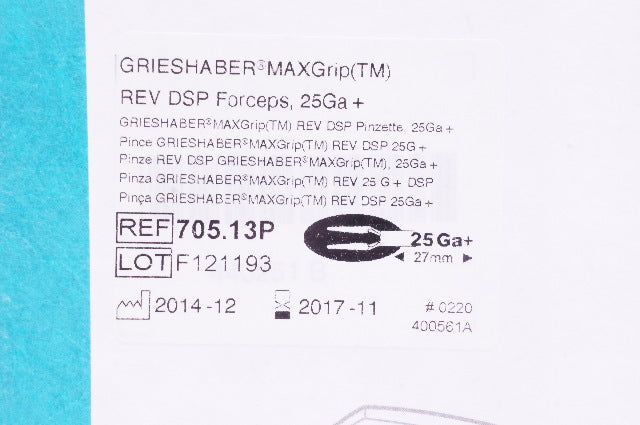 GRIESHABER®MAXGrip(TM)
REV DSP Forceps, 25Ga +
GRIESHABER®MAXGrip(TM) REV DSP Pinzette, 25Ga +
Pince GRIESHABER®MAXGrip(TM) REV DSP 25G +
Pinze REV DSP GRIESHABER®MAXGrip(TM), 25Ga +
Pinza GRIESHABER®MAXGrip(TM) REV 25 G + DSP
Pinça GRIESHABER®MAXGrip(TM) REV DSP 25Ga +
REF 705.13P
25 Ga+
LOT F121193
◄ 27mm ►
2014-12 2017-11 # 0220
400561A